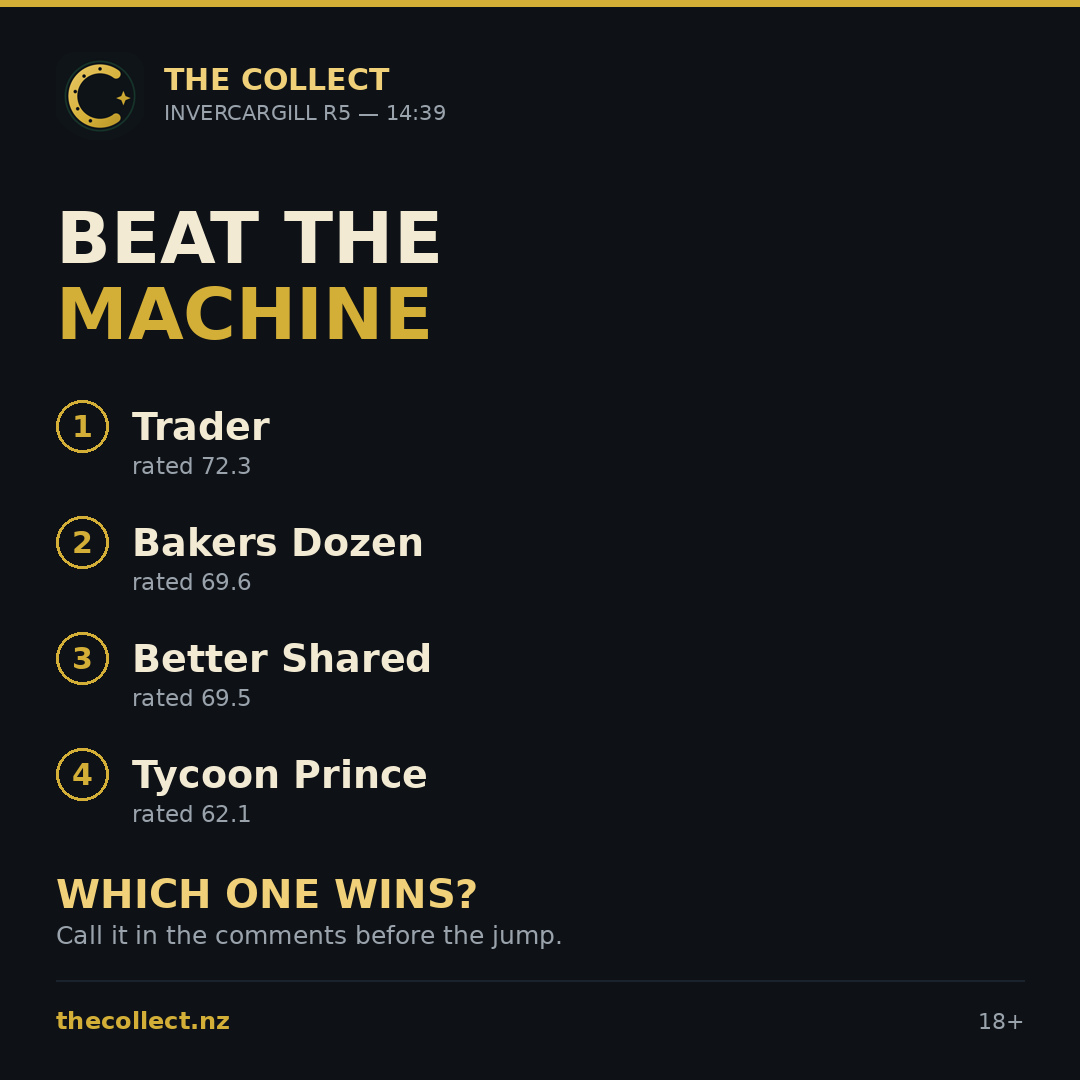 THE COLLECT
INVERCARGILL R5 — 14:39
BEAT THE
MACHINE
1 Trader
rated 72.3
2 Bakers Dozen
rated 69.6
3 Better Shared
rated 69.5
4 Tycoon Prince
rated 62.1
WHICH ONE WINS?
Call it in the comments before the jump.
thecollect.nz 18+